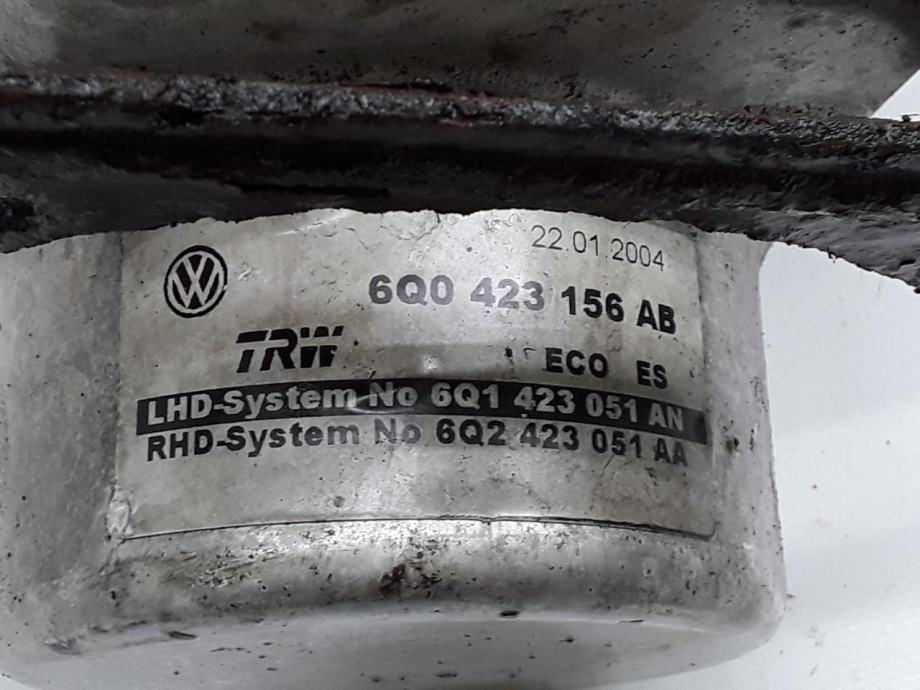 22.01.2004
VW
6Q0 423 156 AB
TRW ECO ES
LHD-System No 6Q1 423 051 AN
RHD-System No 6Q2 423 051 AA